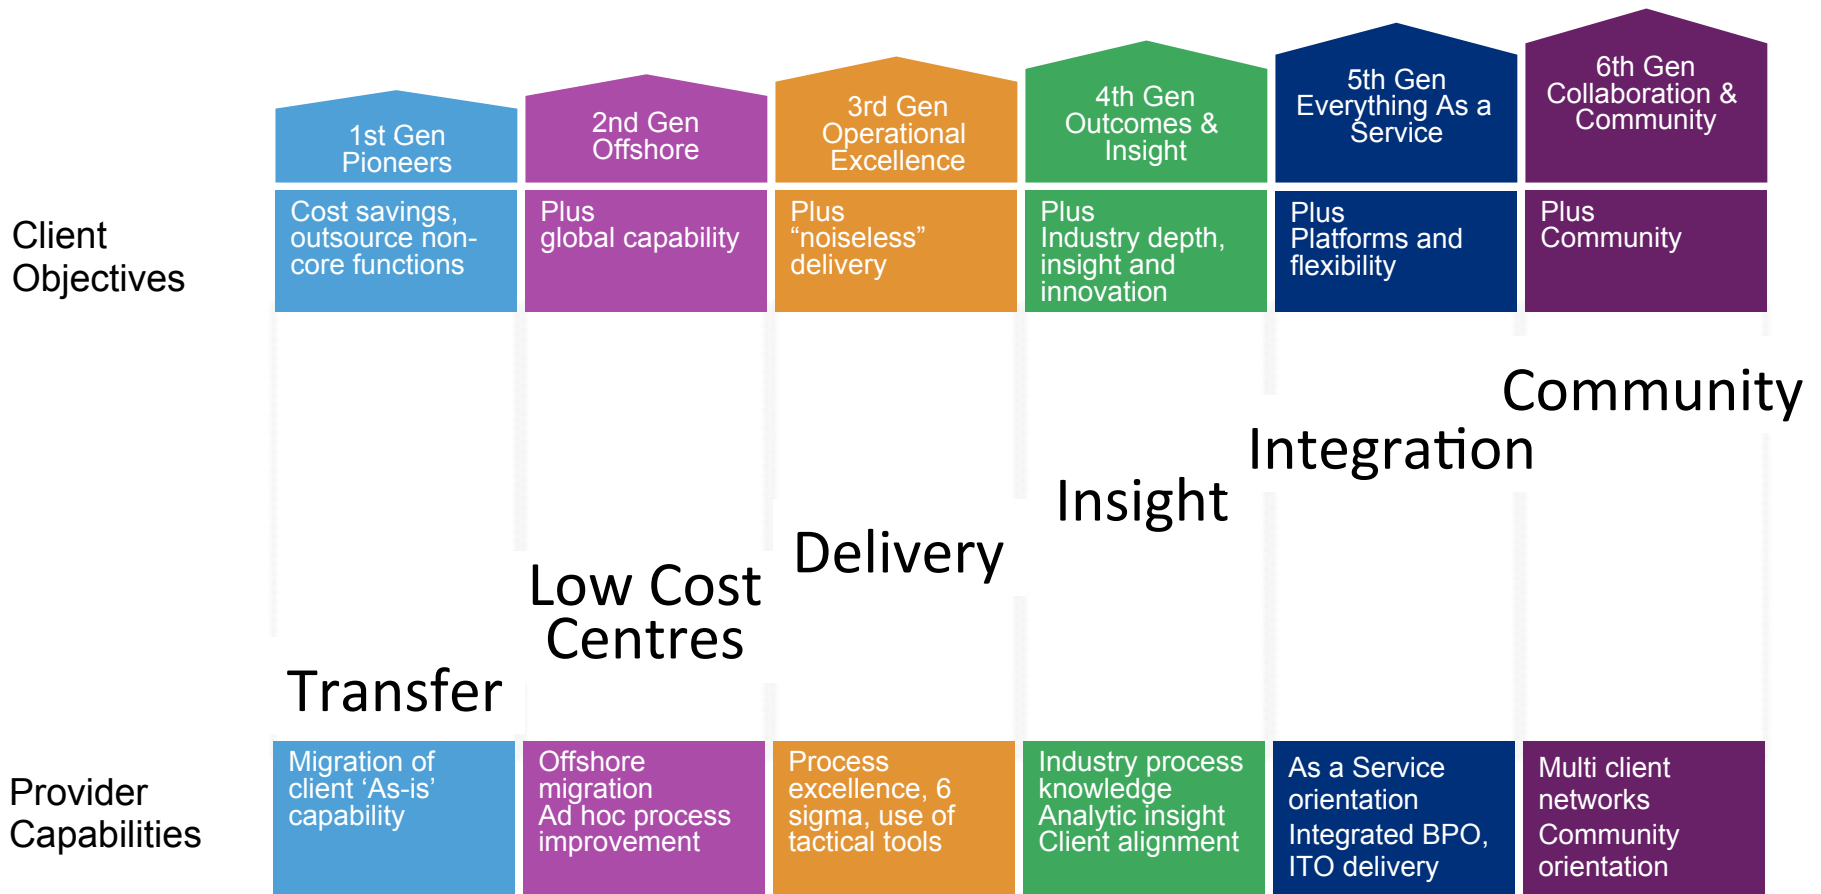 1st Gen
Pioneers
2nd Gen
Offshore
3rd Gen
Operational
Excellence
4th Gen
Outcomes &
Insight
5th Gen
Everything As a
Service
6th Gen
Collaboration &
Community
Client
Objectives
Cost savings,
outsource non-
core functions
Plus
global capability
Plus
“noiseless”
delivery
Plus
Industry depth,
insight and
innovation
Plus
Platforms and
flexibility
Plus
Community
Transfer
Low Cost
Centres
Delivery
Insight
Integration
Community
Provider
Capabilities
Migration of
client ‘As-is’
capability
Offshore
migration
Ad hoc process
improvement
Process
excellence, 6
sigma, use of
tactical tools
Industry process
knowledge
Analytic insight
Client alignment
As a Service
orientation
Integrated BPO,
ITO delivery
Multi client
networks
Community
orientation